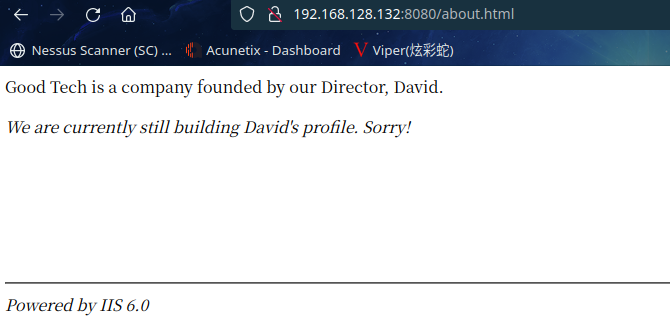 192.168.128.132:8080/about.html
Nessus Scanner (SC) ... Acunetix - Dashboard Viper(炫彩蛇)
Good Tech is a company founded by our Director, David.
We are currently still building David's profile. Sorry!
Powered by IIS 6.0